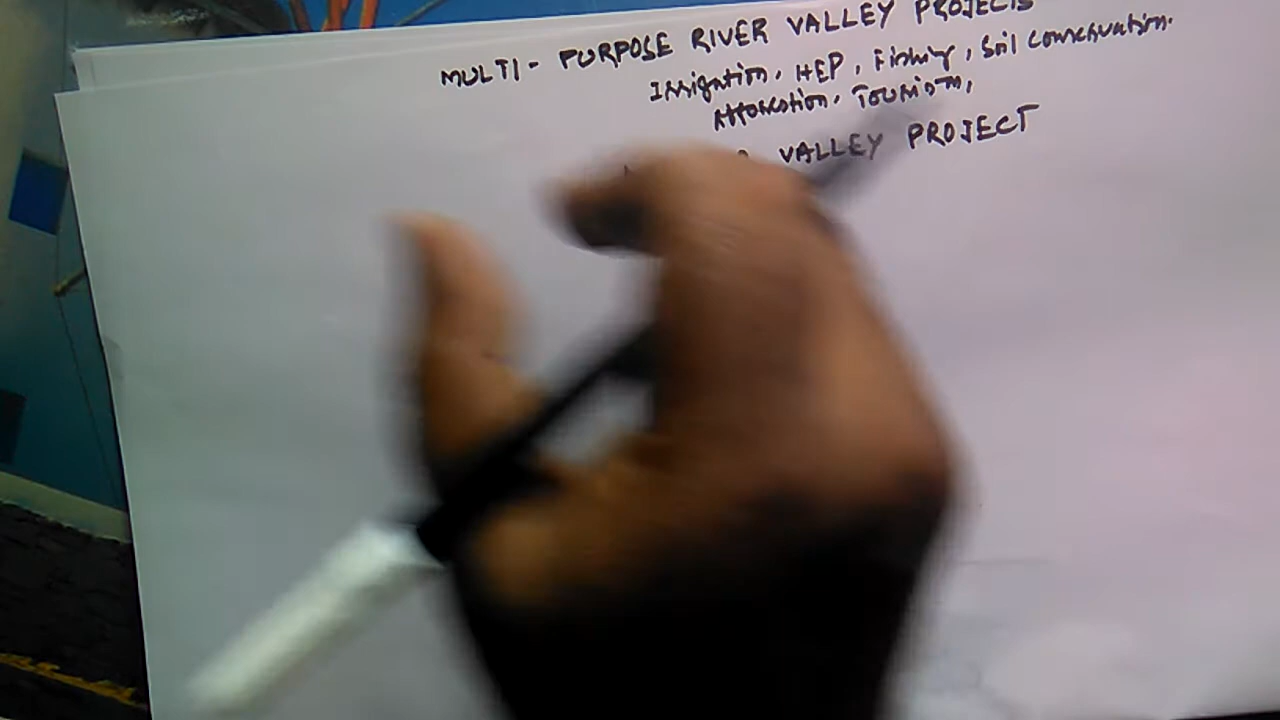 MULTI - PURPOSE RIVER VALLEY PROJECTS
Irrigation, HEP, Fishing, Soil Conservation.
Afforestation, Tourism,
VALLEY PROJECT